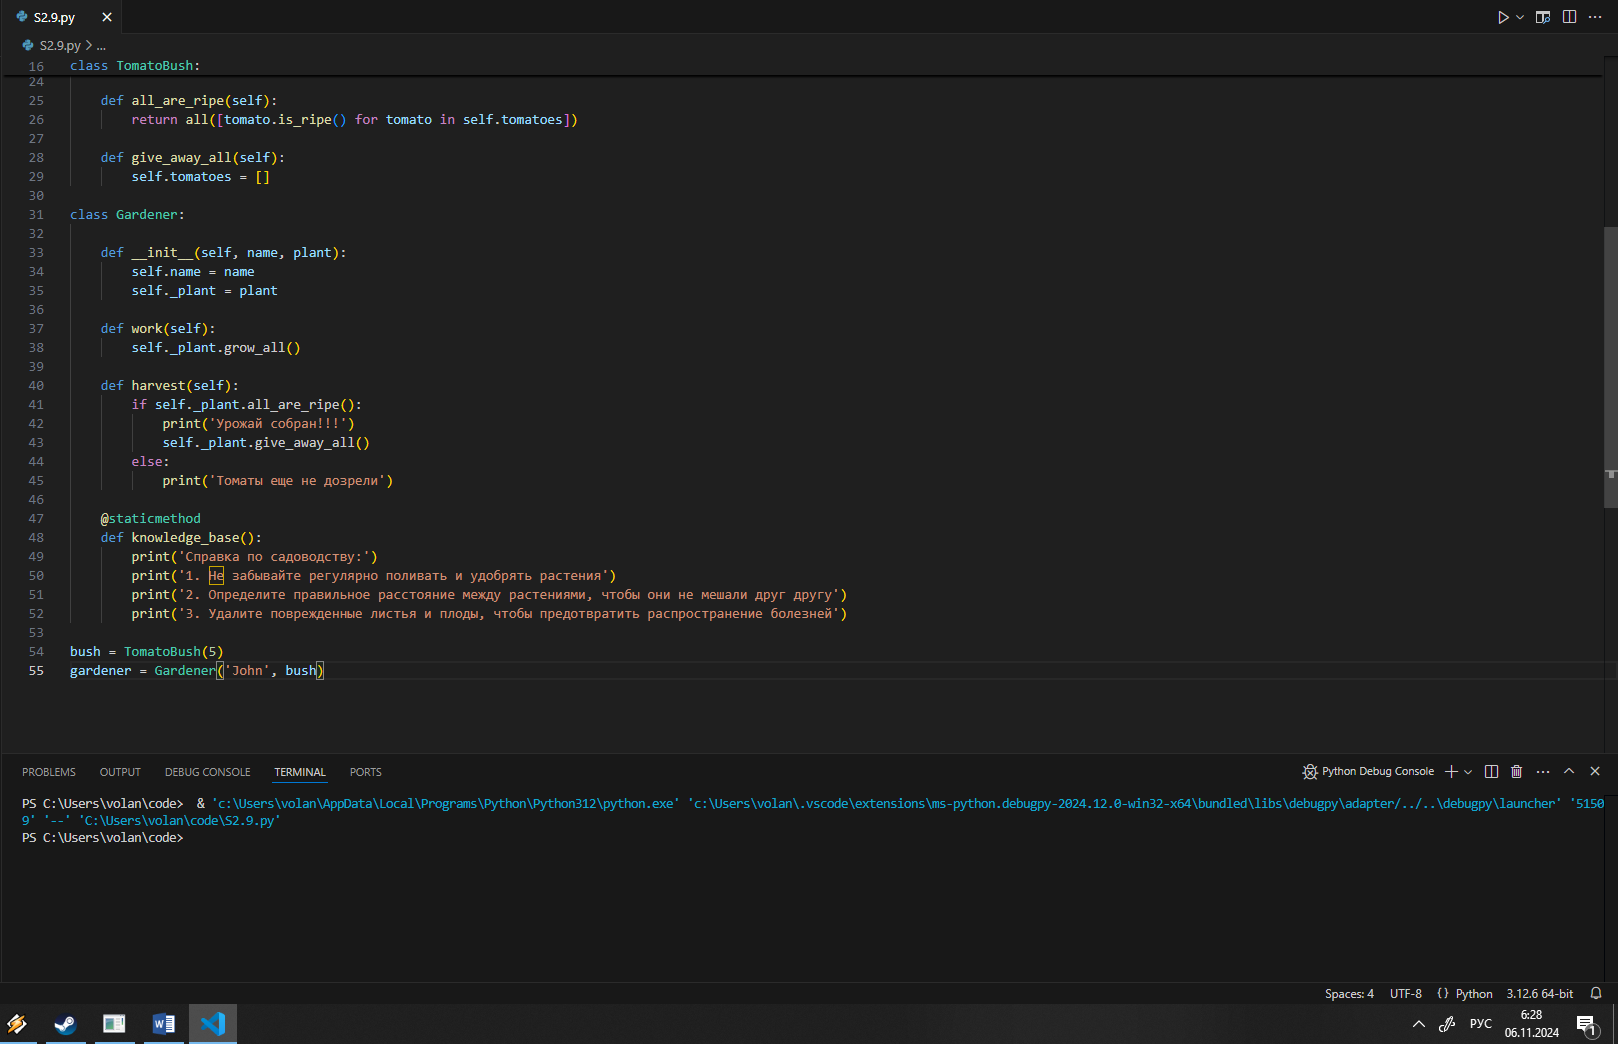 S2.9.py
S2.9.py > ...
16 class TomatoBush:
24
25 def all_are_ripe(self):
26 return all([tomato.is_ripe() for tomato in self.tomatoes])
27
28 def give_away_all(self):
29 self.tomatoes = []
30
31 class Gardener:
32
33 def __init__(self, name, plant):
34 self.name = name
35 self._plant = plant
36
37 def work(self):
38 self._plant.grow_all()
39
40 def harvest(self):
41 if self._plant.all_are_ripe():
42 print('Урожай собран!!!')
43 self._plant.give_away_all()
44 else:
45 print('Томаты еще не дозрели')
46
47 @staticmethod
48 def knowledge_base():
49 print('Справка по садоводству:')
50 print('1. Не забывайте регулярно поливать и удобрять растения')
51 print('2. Определите правильное расстояние между растениями, чтобы они не мешали друг другу')
52 print('3. Удалите поврежденные листья и плоды, чтобы предотвратить распространение болезней')
53
54 bush = TomatoBush(5)
55 gardener = Gardener('John', bush)
PROBLEMS OUTPUT DEBUG CONSOLE TERMINAL PORTS Python Debug Console
PS C:\Users\volan\code> & 'c:\Users\volan\AppData\Local\Programs\Python\Python312\python.exe' 'c:\Users\volan\.vscode\extensions\ms-python.debugpy-2024.12.0-win32-x64\bundled\libs\debugpy\adapter/../..\debugpy\launcher' '5150
9' '--' 'C:\Users\volan\code\S2.9.py'
PS C:\Users\volan\code>
Spaces: 4 UTF-8 {} Python 3.12.6 64-bit
РУС 6:28
06.11.2024 1